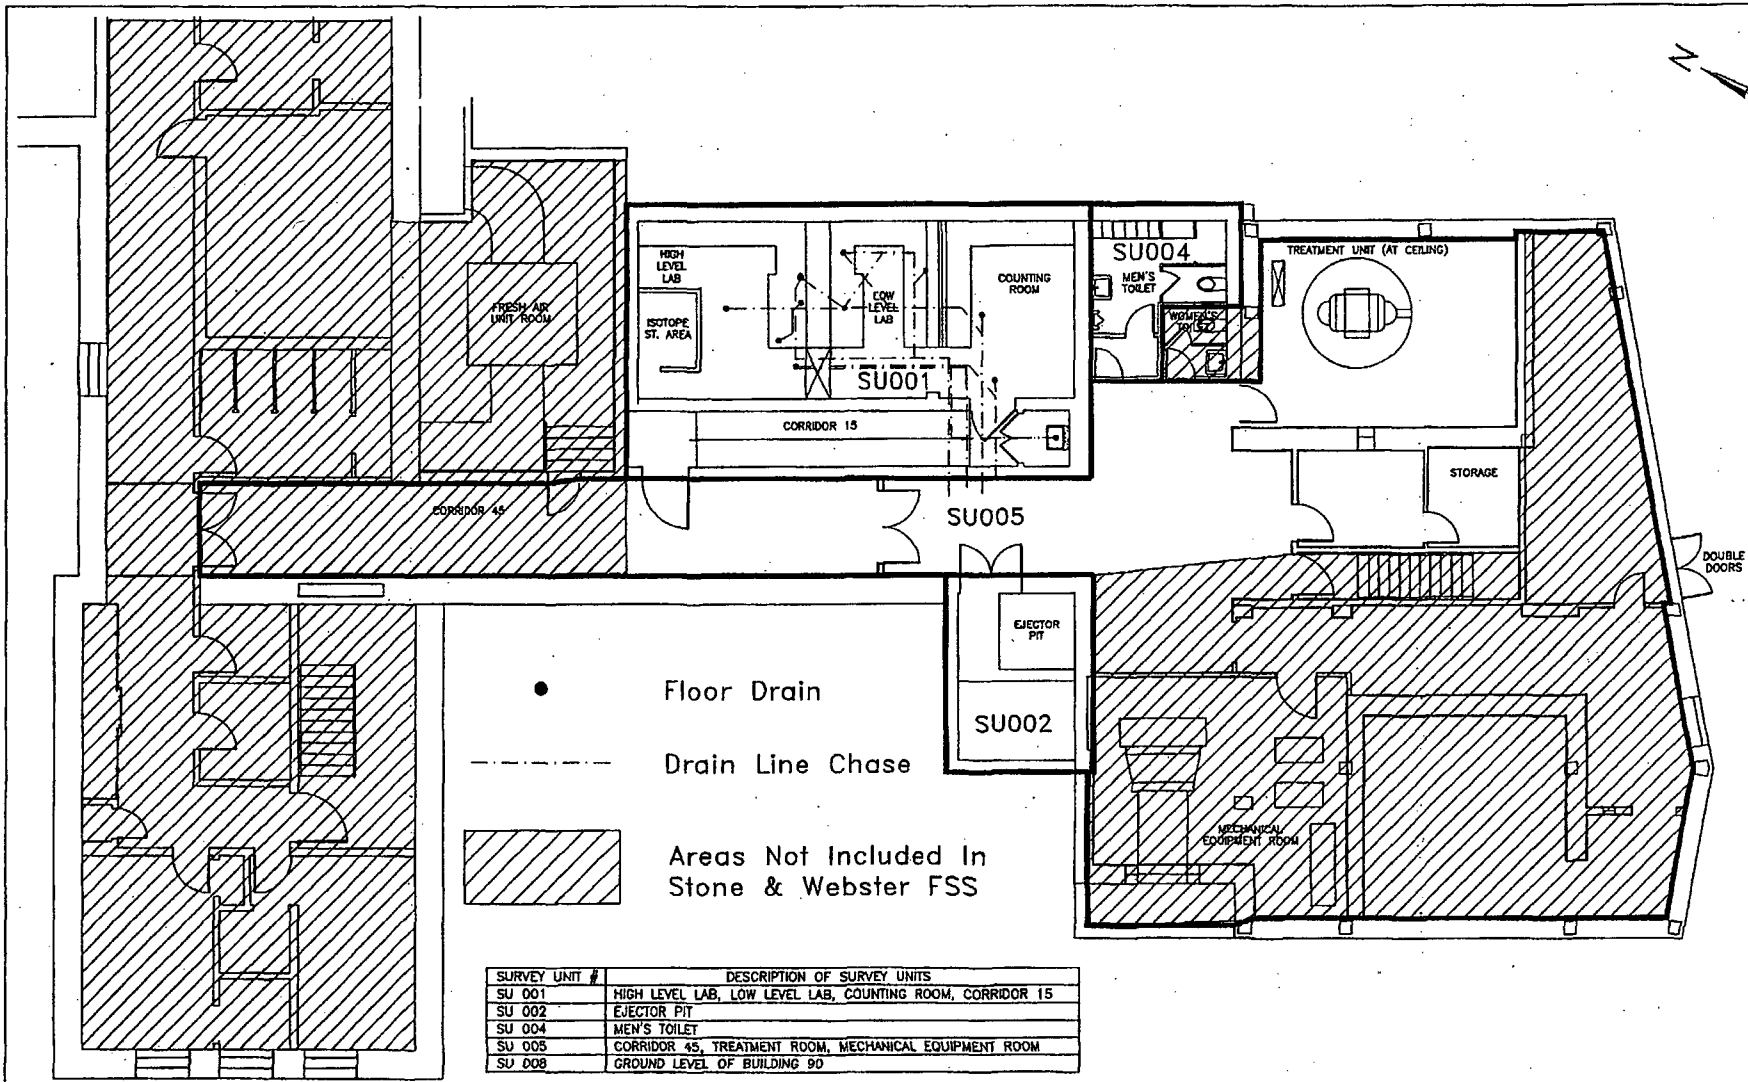 N
TREATMENT UNIT (AT CEILING)
SU004
MEN'S
TOILET
WOMEN'S
TOILET
HIGH
LEVEL
LAB
COUNTING
ROOM
LOW
LEVEL
LAB
FRESH AIR
UNIT ROOM
ISOTOPE
ST. AREA
SU001
CORRIDOR 15
STORAGE
CORRIDOR 45
SU005
DOUBLE
DOORS
EJECTOR
PIT
SU002
Floor Drain
Drain Line Chase
MECHANICAL
EQUIPMENT ROOM
Areas Not Included In
Stone & Webster FSS
SURVEY UNIT # DESCRIPTION OF SURVEY UNITS
SU 001 HIGH LEVEL LAB, LOW LEVEL LAB, COUNTING ROOM, CORRIDOR 15
SU 002 EJECTOR PIT
SU 004 MEN'S TOILET
SU 005 CORRIDOR 45, TREATMENT ROOM, MECHANICAL EQUIPMENT ROOM
SU 008 GROUND LEVEL OF BUILDING 90